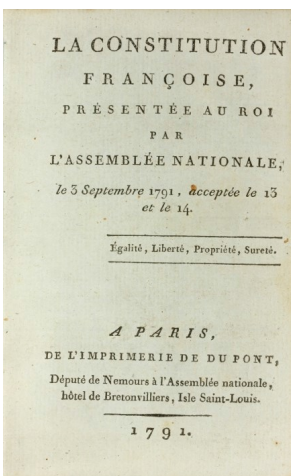 LA CONSTITUTION
FRANÇOISE,
PRÉSENTÉE AU ROI
PAR
L'ASSEMBLÉE NATIONALE,
le 3 Septembre 1791, acceptée le 13
et le 14.
Égalité, Liberté, Propriété, Sureté.
A PARIS,
DE L'IMPRIMERIE DE DU PONT,
Député de Nemours à l'Assemblée nationale,
hôtel de Bretonvilliers, Isle Saint-Louis.
1791.